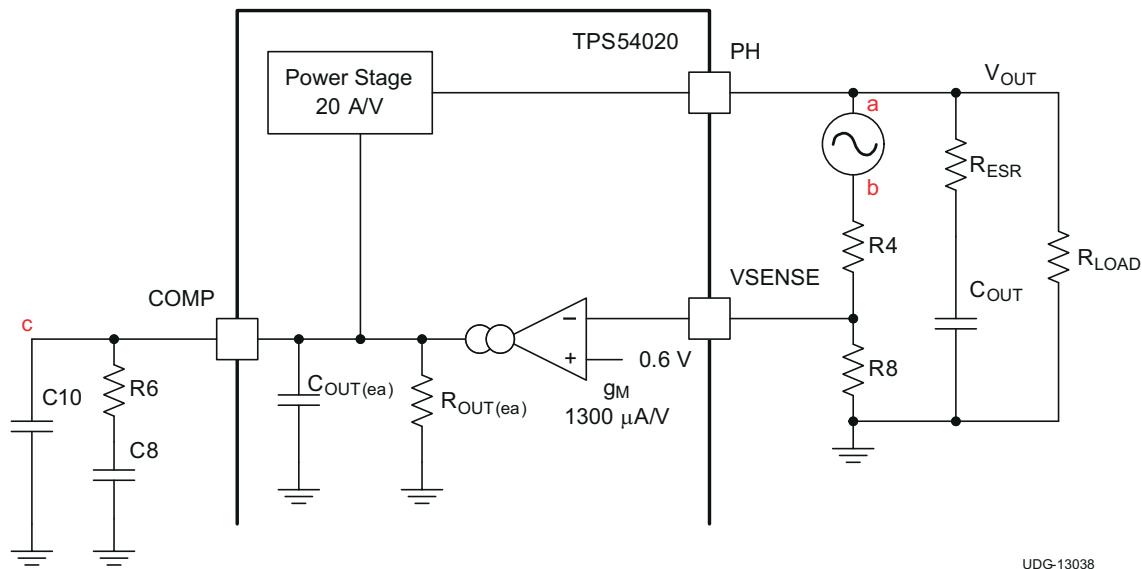 TPS54020
PH
Power Stage
20 A/V
VOUT
a
b
RESR
R4
RLOAD
VSENSE
COUT
COMP
c
0.6 V
R8
R6
C10
COUT(ea)
ROUT(ea)
gM
1300 μA/V
C8
UDG-13038